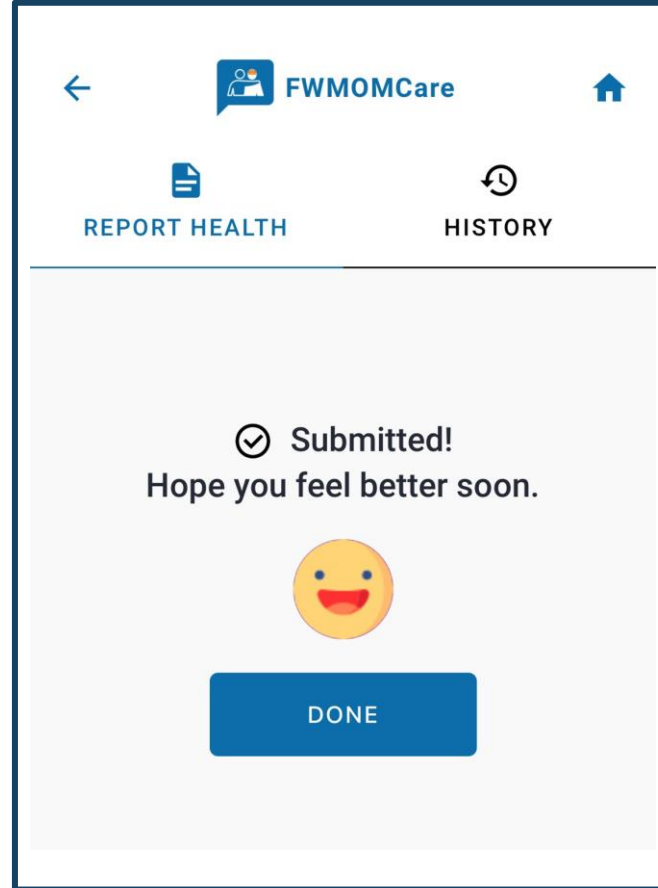 FWMOMCare
REPORT HEALTH
HISTORY
Submitted!
Hope you feel better soon.
DONE